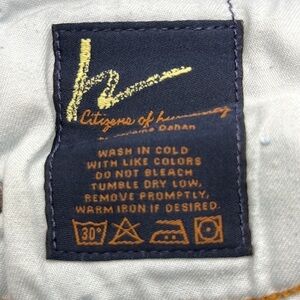 Citizens of humanity
Dahan
WASH IN COLD
WITH LIKE COLORS
DO NOT BLEACH
TUMBLE DRY LOW,
REMOVE PROMPTLY,
WARM IRON IF DESIRED.
30°